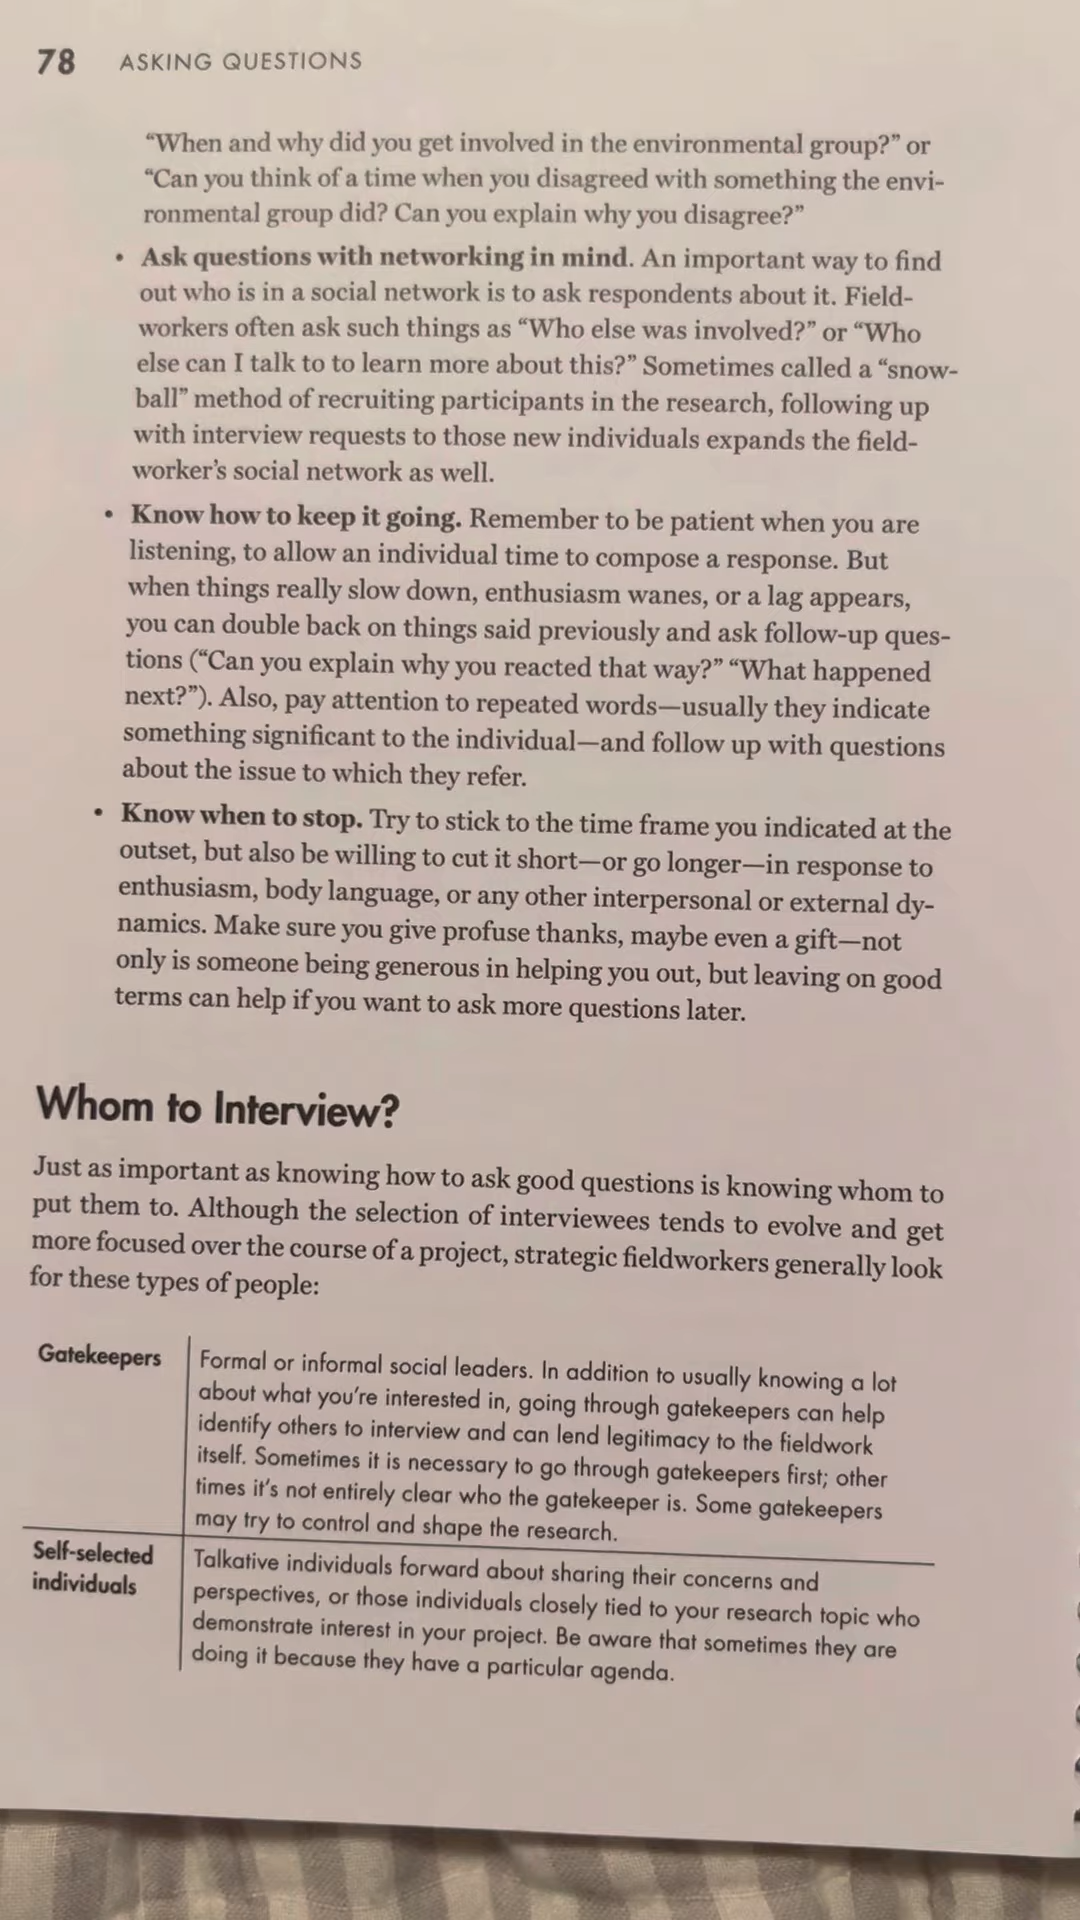 78 ASKING QUESTIONS
“When and why did you get involved in the environmental group?” or
“Can you think of a time when you disagreed with something the envi-
ronmental group did? Can you explain why you disagree?”
• Ask questions with networking in mind. An important way to find
out who is in a social network is to ask respondents about it. Field-
workers often ask such things as “Who else was involved?” or “Who
else can I talk to to learn more about this?” Sometimes called a “snow-
ball” method of recruiting participants in the research, following up
with interview requests to those new individuals expands the field-
worker’s social network as well.
• Know how to keep it going. Remember to be patient when you are
listening, to allow an individual time to compose a response. But
when things really slow down, enthusiasm wanes, or a lag appears,
you can double back on things said previously and ask follow-up ques-
tions (“Can you explain why you reacted that way?” “What happened
next?”). Also, pay attention to repeated words—usually they indicate
something significant to the individual—and follow up with questions
about the issue to which they refer.
• Know when to stop. Try to stick to the time frame you indicated at the
outset, but also be willing to cut it short—or go longer—in response to
enthusiasm, body language, or any other interpersonal or external dy-
namics. Make sure you give profuse thanks, maybe even a gift—not
only is someone being generous in helping you out, but leaving on good
terms can help if you want to ask more questions later.
Whom to Interview?
Just as important as knowing how to ask good questions is knowing whom to
put them to. Although the selection of interviewees tends to evolve and get
more focused over the course of a project, strategic fieldworkers generally look
for these types of people:
Gatekeepers
Formal or informal social leaders. In addition to usually knowing a lot
about what you’re interested in, going through gatekeepers can help
identify others to interview and can lend legitimacy to the fieldwork
itself. Sometimes it is necessary to go through gatekeepers first; other
times it’s not entirely clear who the gatekeeper is. Some gatekeepers
may try to control and shape the research.
Self-selected
individuals
Talkative individuals forward about sharing their concerns and
perspectives, or those individuals closely tied to your research topic who
demonstrate interest in your project. Be aware that sometimes they are
doing it because they have a particular agenda.